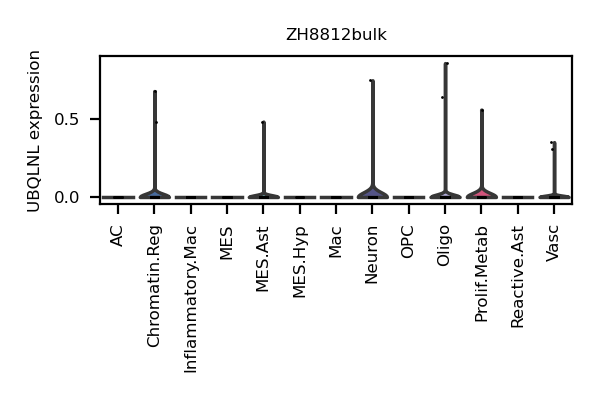 ZH8812bulk
UBQLNL expression
0.5
0.0
AC
Chromatin.Reg
Inflammatory.Mac
MES
MES.Ast
MES.Hyp
Mac
Neuron
OPC
Oligo
Prolif.Metab
Reactive.Ast
Vasc